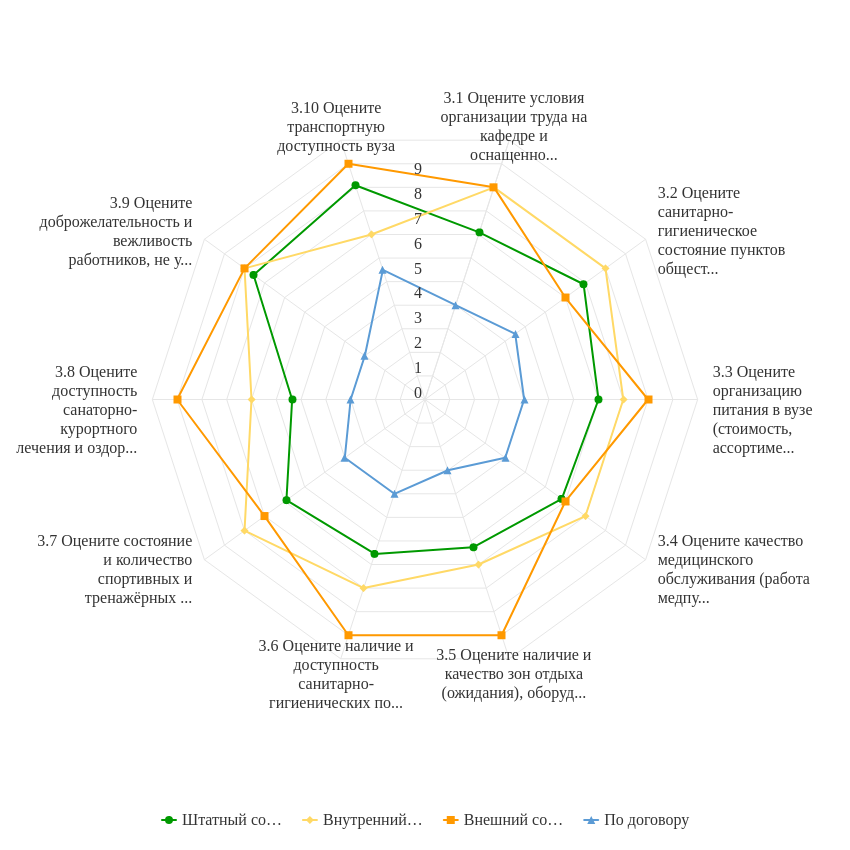 3.1 Оцените условия
организации труда на
кафедре и
оснащенно...
3.2 Оцените
санитарно-
гигиеническое
состояние пунктов
общест...
3.3 Оцените
организацию
питания в вузе
(стоимость,
ассортиме...
3.4 Оцените качество
медицинского
обслуживания (работа
медпу...
3.5 Оцените наличие и
качество зон отдыха
(ожидания), оборуд...
3.6 Оцените наличие и
доступность
санитарно-
гигиенических по...
3.7 Оцените состояние
и количество
спортивных и
тренажёрных ...
3.8 Оцените
доступность
санаторно-
курортного
лечения и оздор...
3.9 Оцените
доброжелательность и
вежливость
работников, не у...
3.10 Оцените
транспортную
доступность вуза
9
8
7
6
5
4
3
2
1
0
Штатный со… Внутренний… Внешний со… По договору